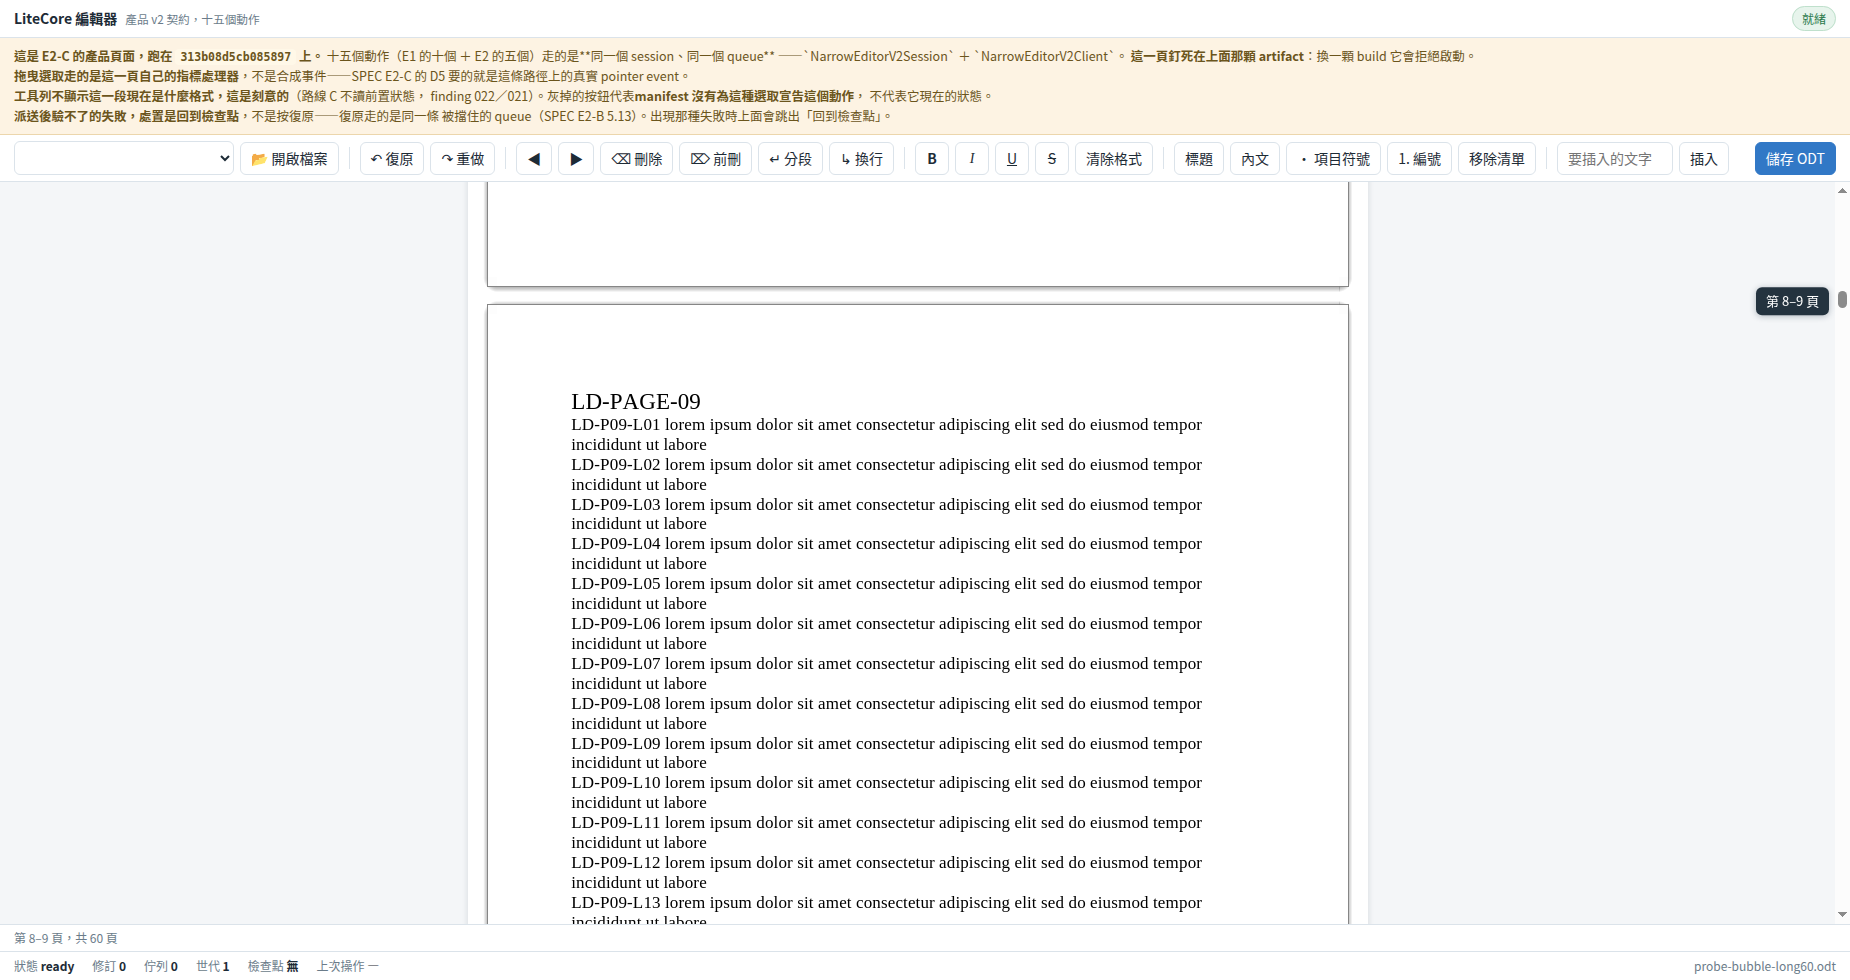 LiteCore 編輯器 產品 v2 契約，十五個動作 就緒
這是 E2-C 的產品頁面，跑在 313b08d5cb085897 上。 十五個動作（E1 的十個 ＋ E2 的五個）走的是**同一個 session、同一個 queue** ——`NarrowEditorV2Session` ＋ `NarrowEditorV2Client`。 這一頁釘死在上面那顆 artifact：換一顆 build 它會拒絕啟動。
拖曳選取走的是這一頁自己的指標處理器，不是合成事件——SPEC E2-C 的 D5 要的就是這條路徑上的真實 pointer event。
工具列不顯示這一段現在是什麼格式，這是刻意的（路線 C 不讀前置狀態， finding 022／021）。灰掉的按鈕代表manifest 沒有為這種選取宣告這個動作， 不代表它現在的狀態。
派送後驗不了的失敗，處置是回到檢查點，不是按復原——復原走的是同一條 被擋住的 queue（SPEC E2-B 5.13）。出現那種失敗時上面會跳出「回到檢查點」。
📂 開啟檔案 ↶ 復原 ↷ 重做 ◀ ▶ ⌫ 刪除 ⌦ 前刪 ↵ 分段 ↳ 換行 B I U S 清除格式 標題 內文 • 項目符號 1. 編號 移除清單 要插入的文字 插入 儲存 ODT
第 8–9 頁
LD-PAGE-09
LD-P09-L01 lorem ipsum dolor sit amet consectetur adipiscing elit sed do eiusmod tempor
incididunt ut labore
LD-P09-L02 lorem ipsum dolor sit amet consectetur adipiscing elit sed do eiusmod tempor
incididunt ut labore
LD-P09-L03 lorem ipsum dolor sit amet consectetur adipiscing elit sed do eiusmod tempor
incididunt ut labore
LD-P09-L04 lorem ipsum dolor sit amet consectetur adipiscing elit sed do eiusmod tempor
incididunt ut labore
LD-P09-L05 lorem ipsum dolor sit amet consectetur adipiscing elit sed do eiusmod tempor
incididunt ut labore
LD-P09-L06 lorem ipsum dolor sit amet consectetur adipiscing elit sed do eiusmod tempor
incididunt ut labore
LD-P09-L07 lorem ipsum dolor sit amet consectetur adipiscing elit sed do eiusmod tempor
incididunt ut labore
LD-P09-L08 lorem ipsum dolor sit amet consectetur adipiscing elit sed do eiusmod tempor
incididunt ut labore
LD-P09-L09 lorem ipsum dolor sit amet consectetur adipiscing elit sed do eiusmod tempor
incididunt ut labore
LD-P09-L10 lorem ipsum dolor sit amet consectetur adipiscing elit sed do eiusmod tempor
incididunt ut labore
LD-P09-L11 lorem ipsum dolor sit amet consectetur adipiscing elit sed do eiusmod tempor
incididunt ut labore
LD-P09-L12 lorem ipsum dolor sit amet consectetur adipiscing elit sed do eiusmod tempor
incididunt ut labore
LD-P09-L13 lorem ipsum dolor sit amet consectetur adipiscing elit sed do eiusmod tempor
incididunt ut labore
第 8–9 頁，共 60 頁
狀態 ready 修訂 0 佇列 0 世代 1 檢查點 無 上次操作 — probe-bubble-long60.odt